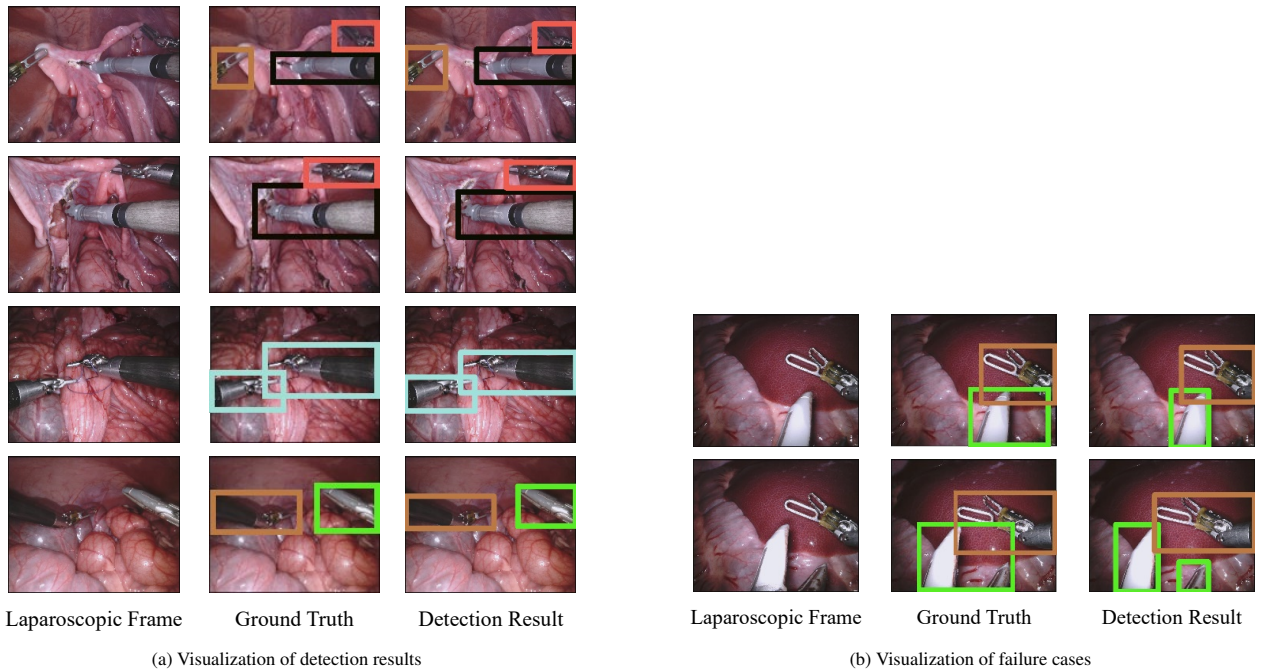 Laparoscopic Frame
Ground Truth
Detection Result
(a) Visualization of detection results
Laparoscopic Frame
Ground Truth
Detection Result
(b) Visualization of failure cases